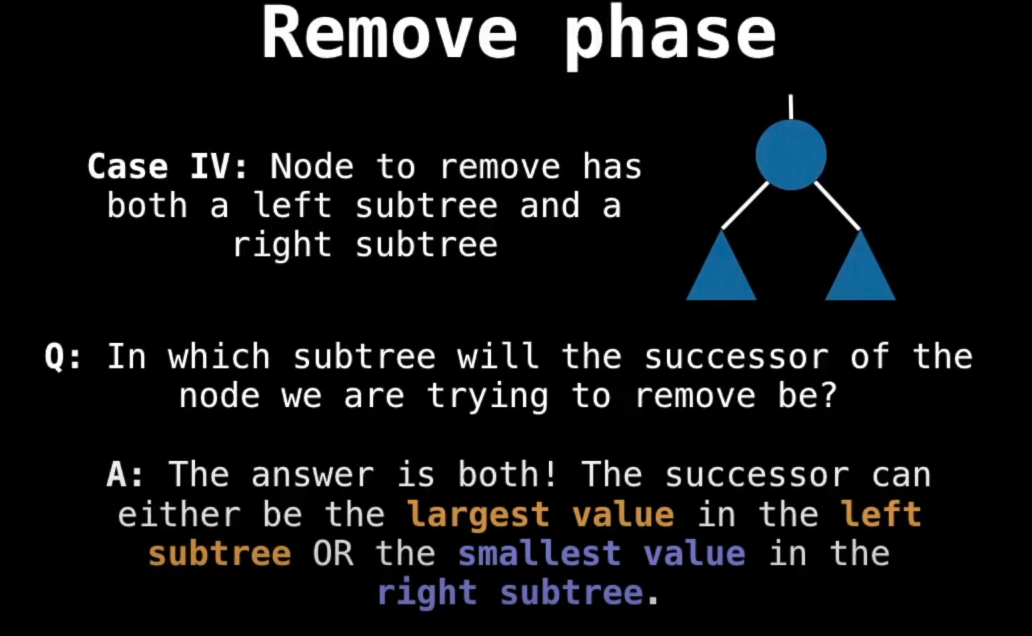 Remove phase
Case IV: Node to remove has
both a left subtree and a
right subtree
Q: In which subtree will the successor of the
node we are trying to remove be?
A: The answer is both! The successor can
either be the largest value in the left
subtree OR the smallest value in the
right subtree.